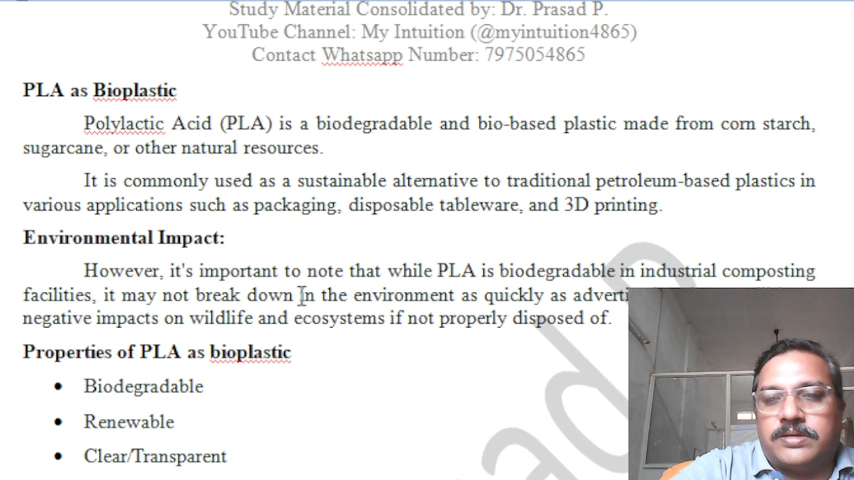 Study Material Consolidated by: Dr. Prasad P.
YouTube Channel: My Intuition (@myintuition4865)
Contact Whatsapp Number: 7975054865
PLA as Bioplastic
Polylactic Acid (PLA) is a biodegradable and bio-based plastic made from corn starch,
sugarcane, or other natural resources.
It is commonly used as a sustainable alternative to traditional petroleum-based plastics in
various applications such as packaging, disposable tableware, and 3D printing.
Environmental Impact:
However, it's important to note that while PLA is biodegradable in industrial composting
facilities, it may not break down in the environment as quickly as
negative impacts on wildlife and ecosystems if not properly disposed of.
Properties of PLA as bioplastic
• Biodegradable
• Renewable
• Clear/Transparent